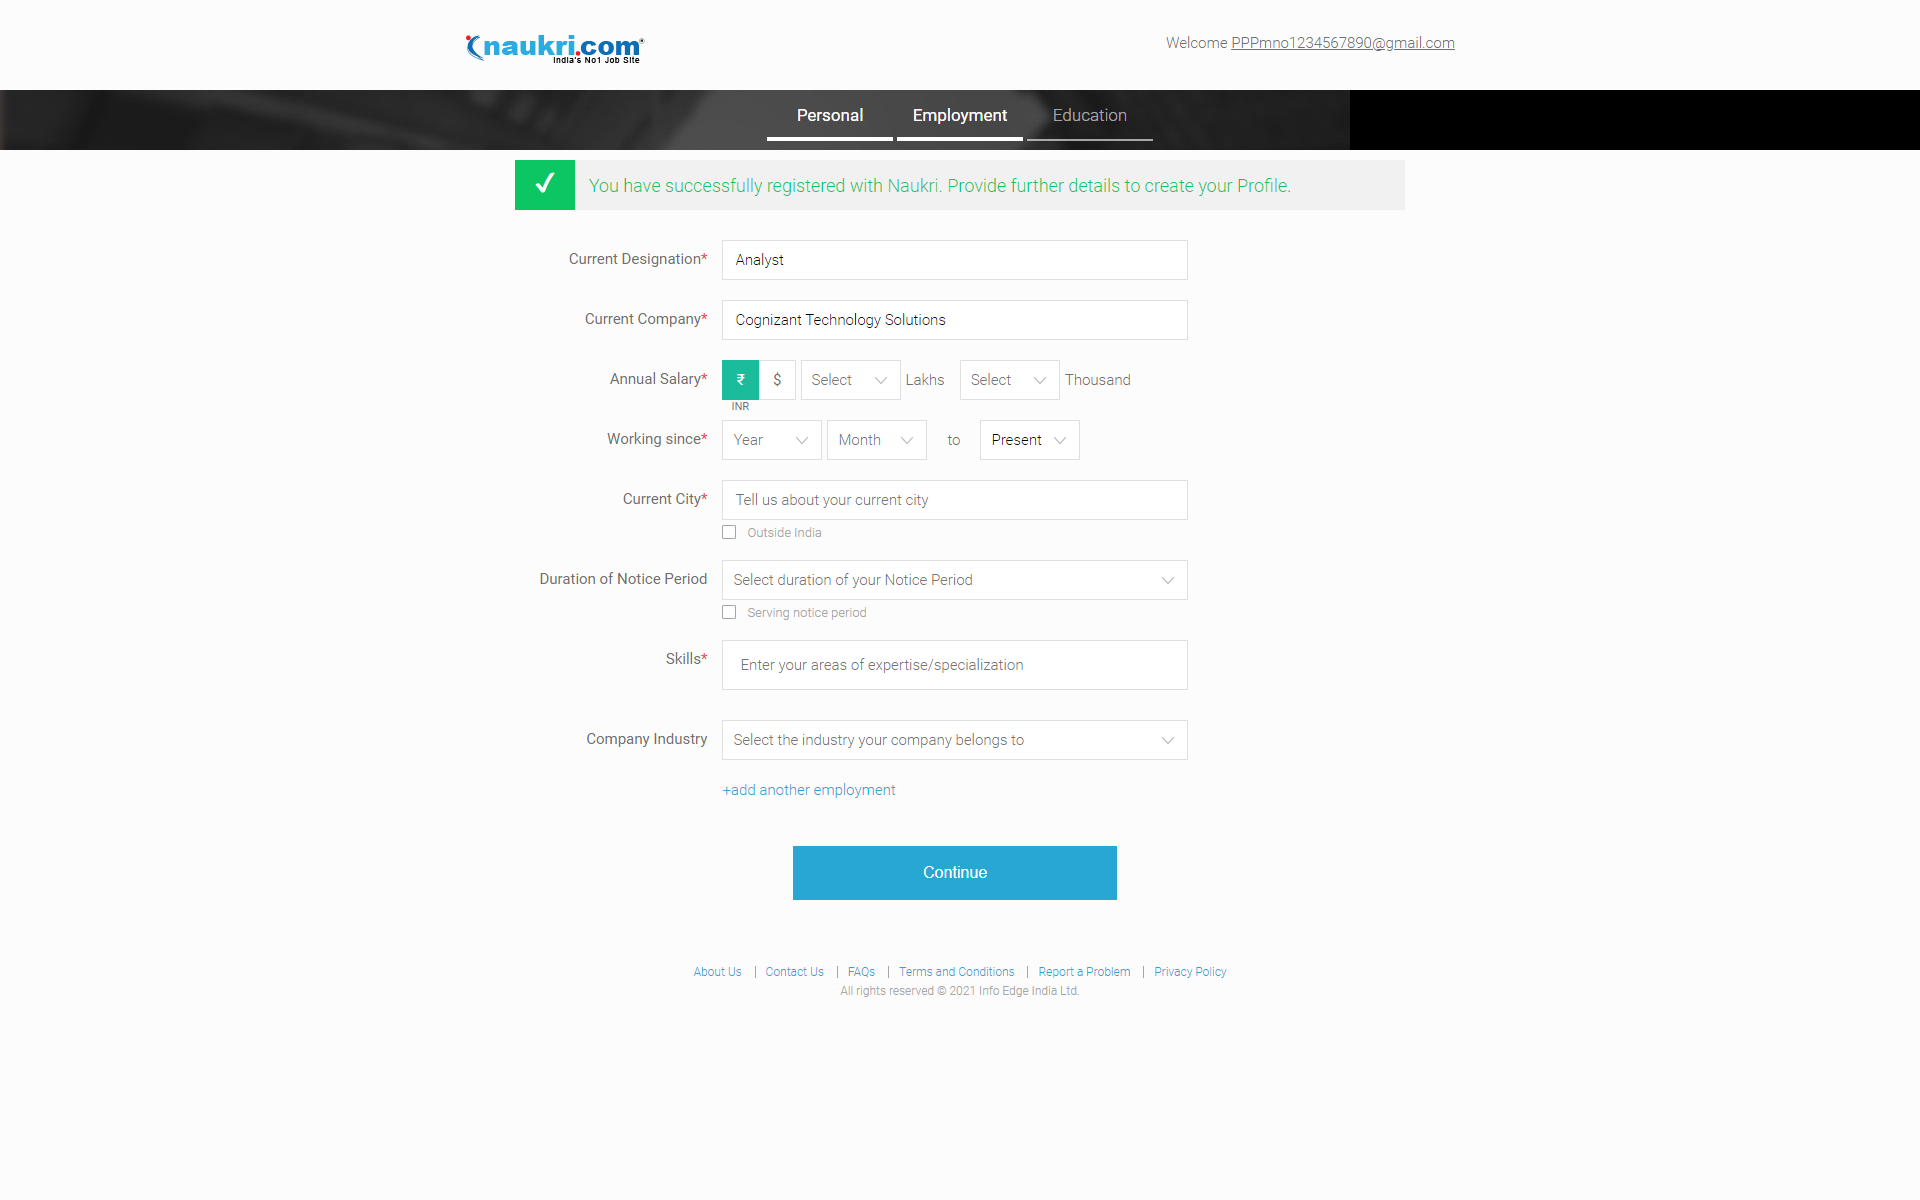 naukri.com
India's No1 Job Site
Welcome PPPmno1234567890@gmail.com
Personal
Employment
Education
You have successfully registered with Naukri. Provide further details to create your Profile.
Current Designation* Analyst
Current Company* Cognizant Technology Solutions
Annual Salary* ₹ $ Select Lakhs Select Thousand
INR
Working since* Year Month to Present
Current City* Tell us about your current city
Outside India
Duration of Notice Period Select duration of your Notice Period
Serving notice period
Skills* Enter your areas of expertise/specialization
Company Industry Select the industry your company belongs to
+add another employment
Continue
About Us | Contact Us | FAQs | Terms and Conditions | Report a Problem | Privacy Policy
All rights reserved © 2021 Info Edge India Ltd.